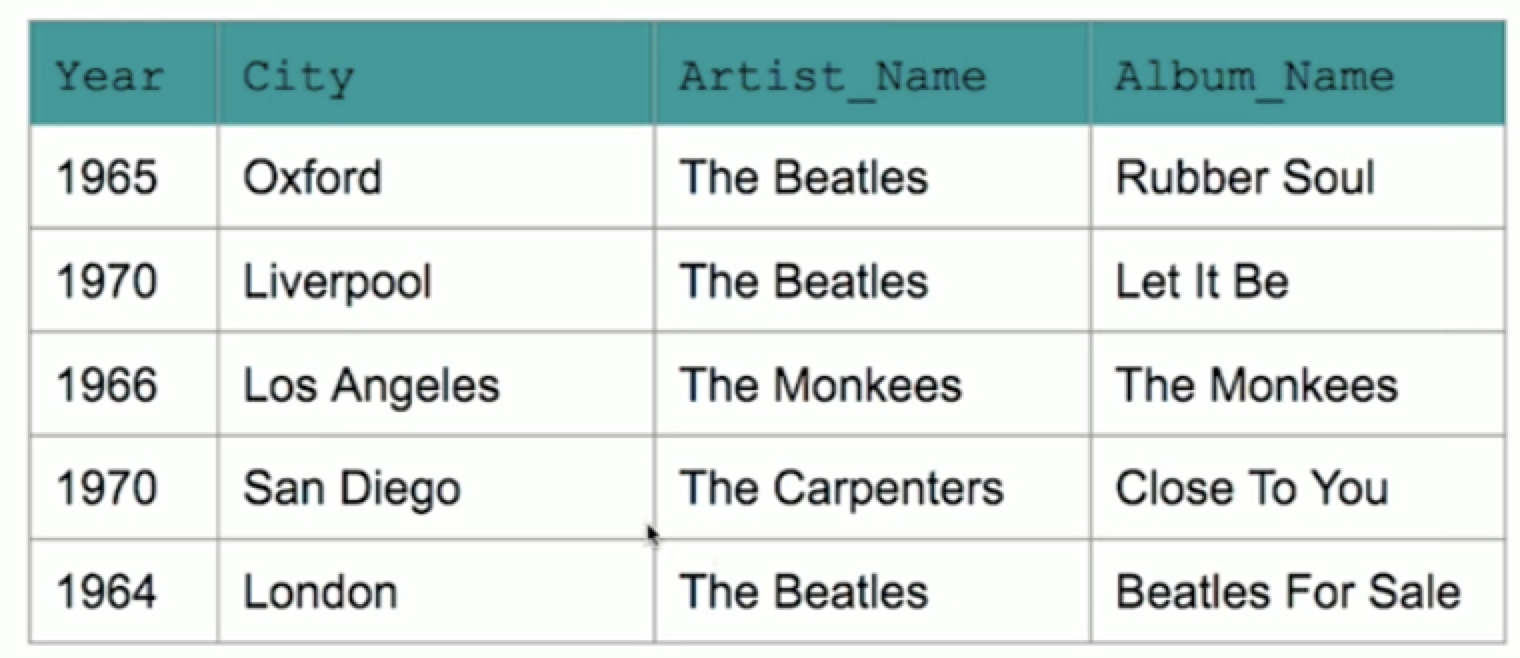 Year City Artist_Name Album_Name
1965 Oxford The Beatles Rubber Soul
1970 Liverpool The Beatles Let It Be
1966 Los Angeles The Monkees The Monkees
1970 San Diego The Carpenters Close To You
1964 London The Beatles Beatles For Sale